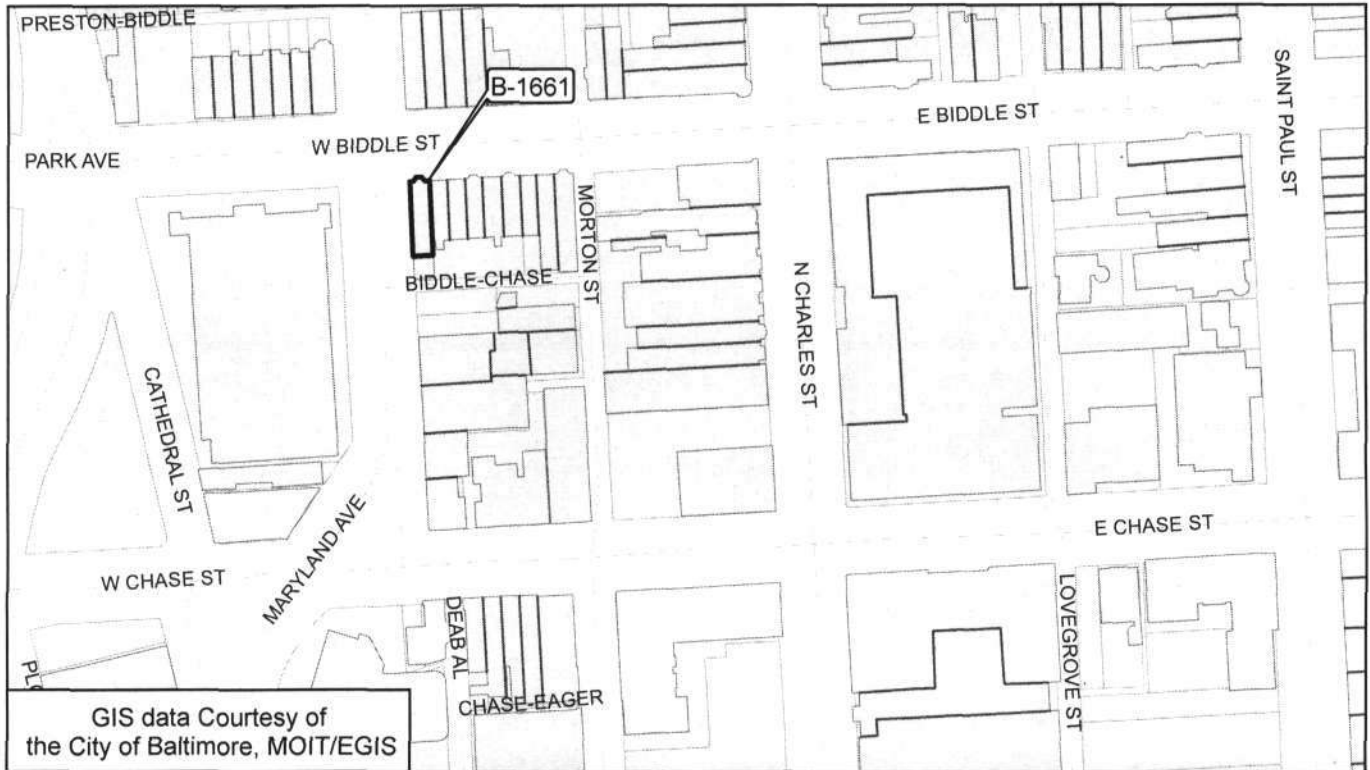 PRESTON-BIDDLE
B-1661
W BIDDLE ST
E BIDDLE ST
SAINT PAUL ST
PARK AVE
MORTON ST
BIDDLE-CHASE
N CHARLES ST
CATHEDRAL ST
MARYLAND AVE
E CHASE ST
W CHASE ST
DEAB AL
LOVEGROVE ST
CHASE-EAGER
GIS data Courtesy of
the City of Baltimore, MOIT/EGIS